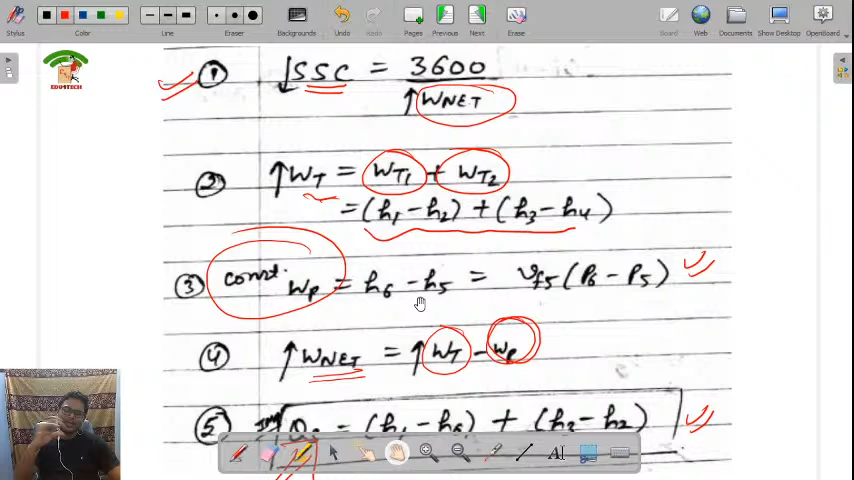 Stylus Color Line Eraser Backgrounds Undo Pages Previous Next Erase Board Web Documents Show Desktop OpenBoard
EDUMTECH
① ↓SSC = 3600
↑WNET
② ↑WT = WT1 + WT2
= (h1 - h2) + (h3 - h4)
③ const. wp = h6 - h5 = vf5 (P6 - P5)
④ ↑WNET = ↑WT - wp
⑤ = (h1 - h6) + (h3 - h2)